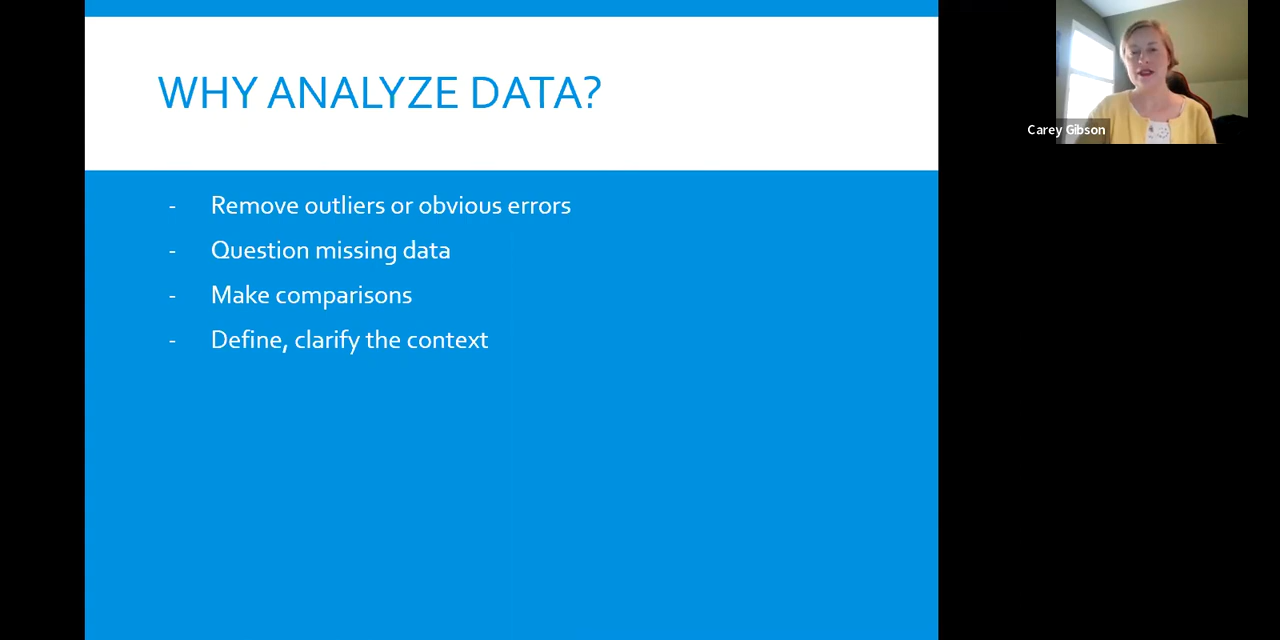 WHY ANALYZE DATA?
Carey Gibson
- Remove outliers or obvious errors
- Question missing data
- Make comparisons
- Define, clarify the context